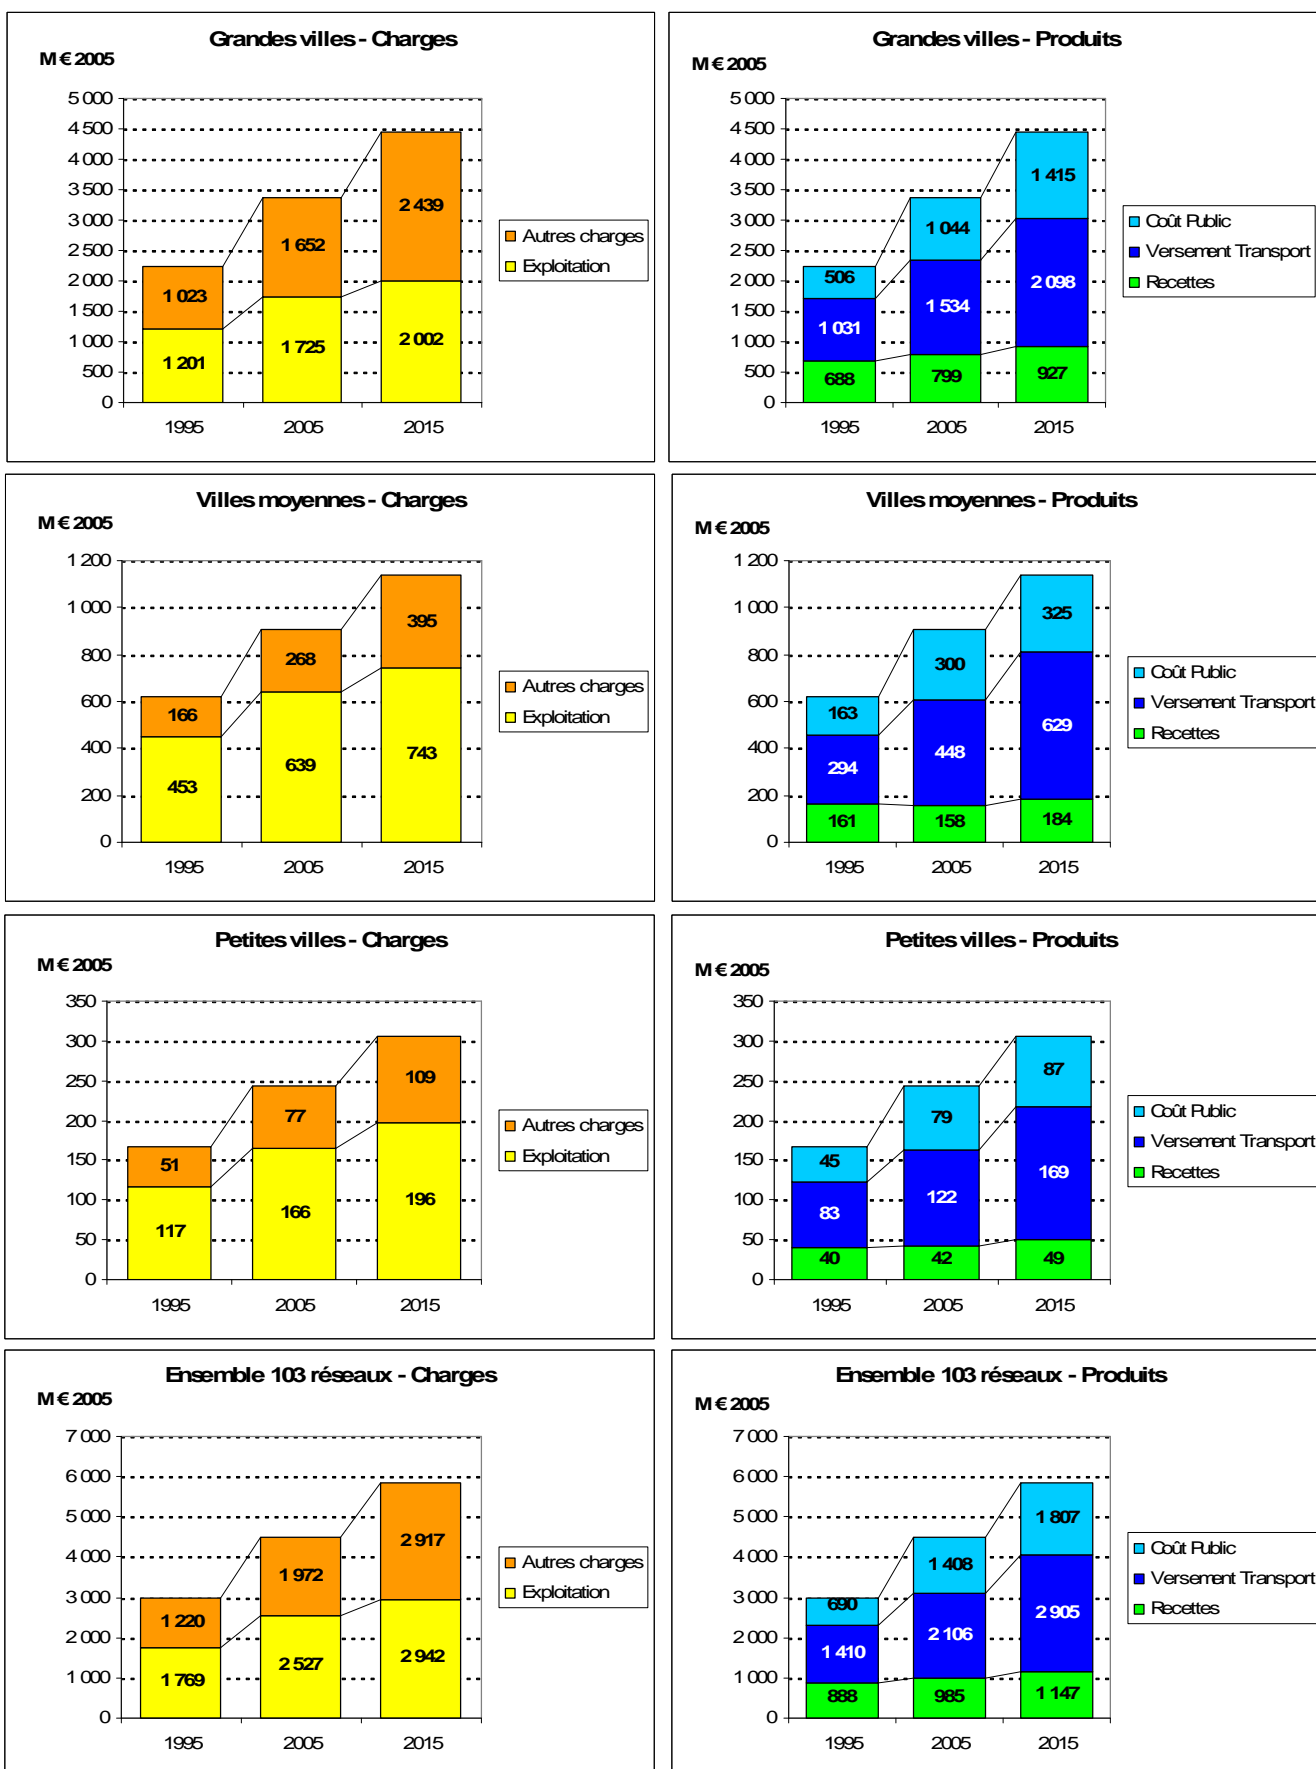 Grandes villes - Charges
M € 2005
5 000
4 500
4 000
3 500
3 000
2 500
2 000
1 500
1 000
500
0
1 023
1 201
1 652
1 725
2 439
2 002
1995 2005 2015
Autres charges
Exploitation
Grandes villes - Produits
M € 2005
5 000
4 500
4 000
3 500
3 000
2 500
2 000
1 500
1 000
500
0
506
1 031
688
1 044
1 534
799
1 415
2 098
927
1995 2005 2015
Coût Public
Versement Transport
Recettes
Villes moyennes - Charges
M € 2005
1 200
1 000
800
600
400
200
0
166
453
268
639
395
743
1995 2005 2015
Autres charges
Exploitation
Villes moyennes - Produits
M € 2005
1 200
1 000
800
600
400
200
0
163
294
161
300
448
158
325
629
184
1995 2005 2015
Coût Public
Versement Transport
Recettes
Petites villes - Charges
M € 2005
350
300
250
200
150
100
50
0
51
117
77
166
109
196
1995 2005 2015
Autres charges
Exploitation
Petites villes - Produits
M € 2005
350
300
250
200
150
100
50
0
45
83
40
79
122
42
87
169
49
1995 2005 2015
Coût Public
Versement Transport
Recettes
Ensemble 103 réseaux - Charges
M € 2005
7 000
6 000
5 000
4 000
3 000
2 000
1 000
0
1 220
1 769
1 972
2 527
2 917
2 942
1995 2005 2015
Autres charges
Exploitation
Ensemble 103 réseaux - Produits
M € 2005
7 000
6 000
5 000
4 000
3 000
2 000
1 000
0
690
1 410
888
1 408
2 106
985
1 807
2 905
1 147
1995 2005 2015
Coût Public
Versement Transport
Recettes